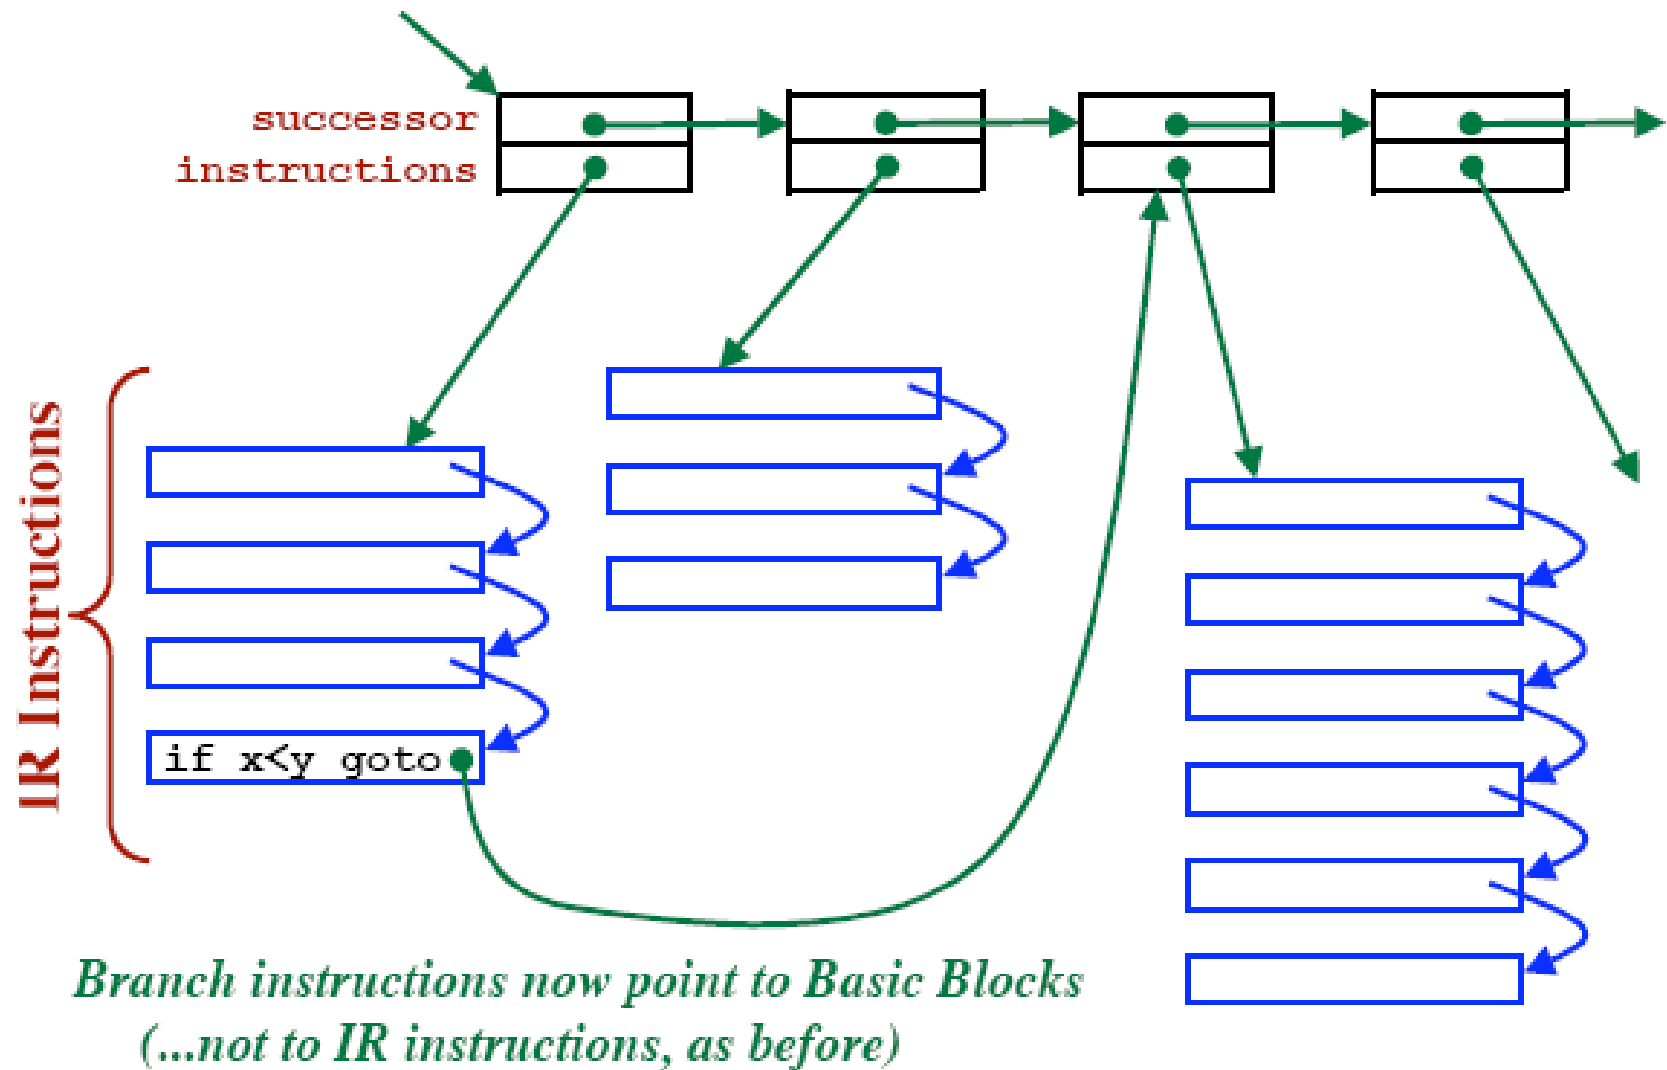 successor
instructions
IR Instructions
if x<y goto
Branch instructions now point to Basic Blocks
(...not to IR instructions, as before)